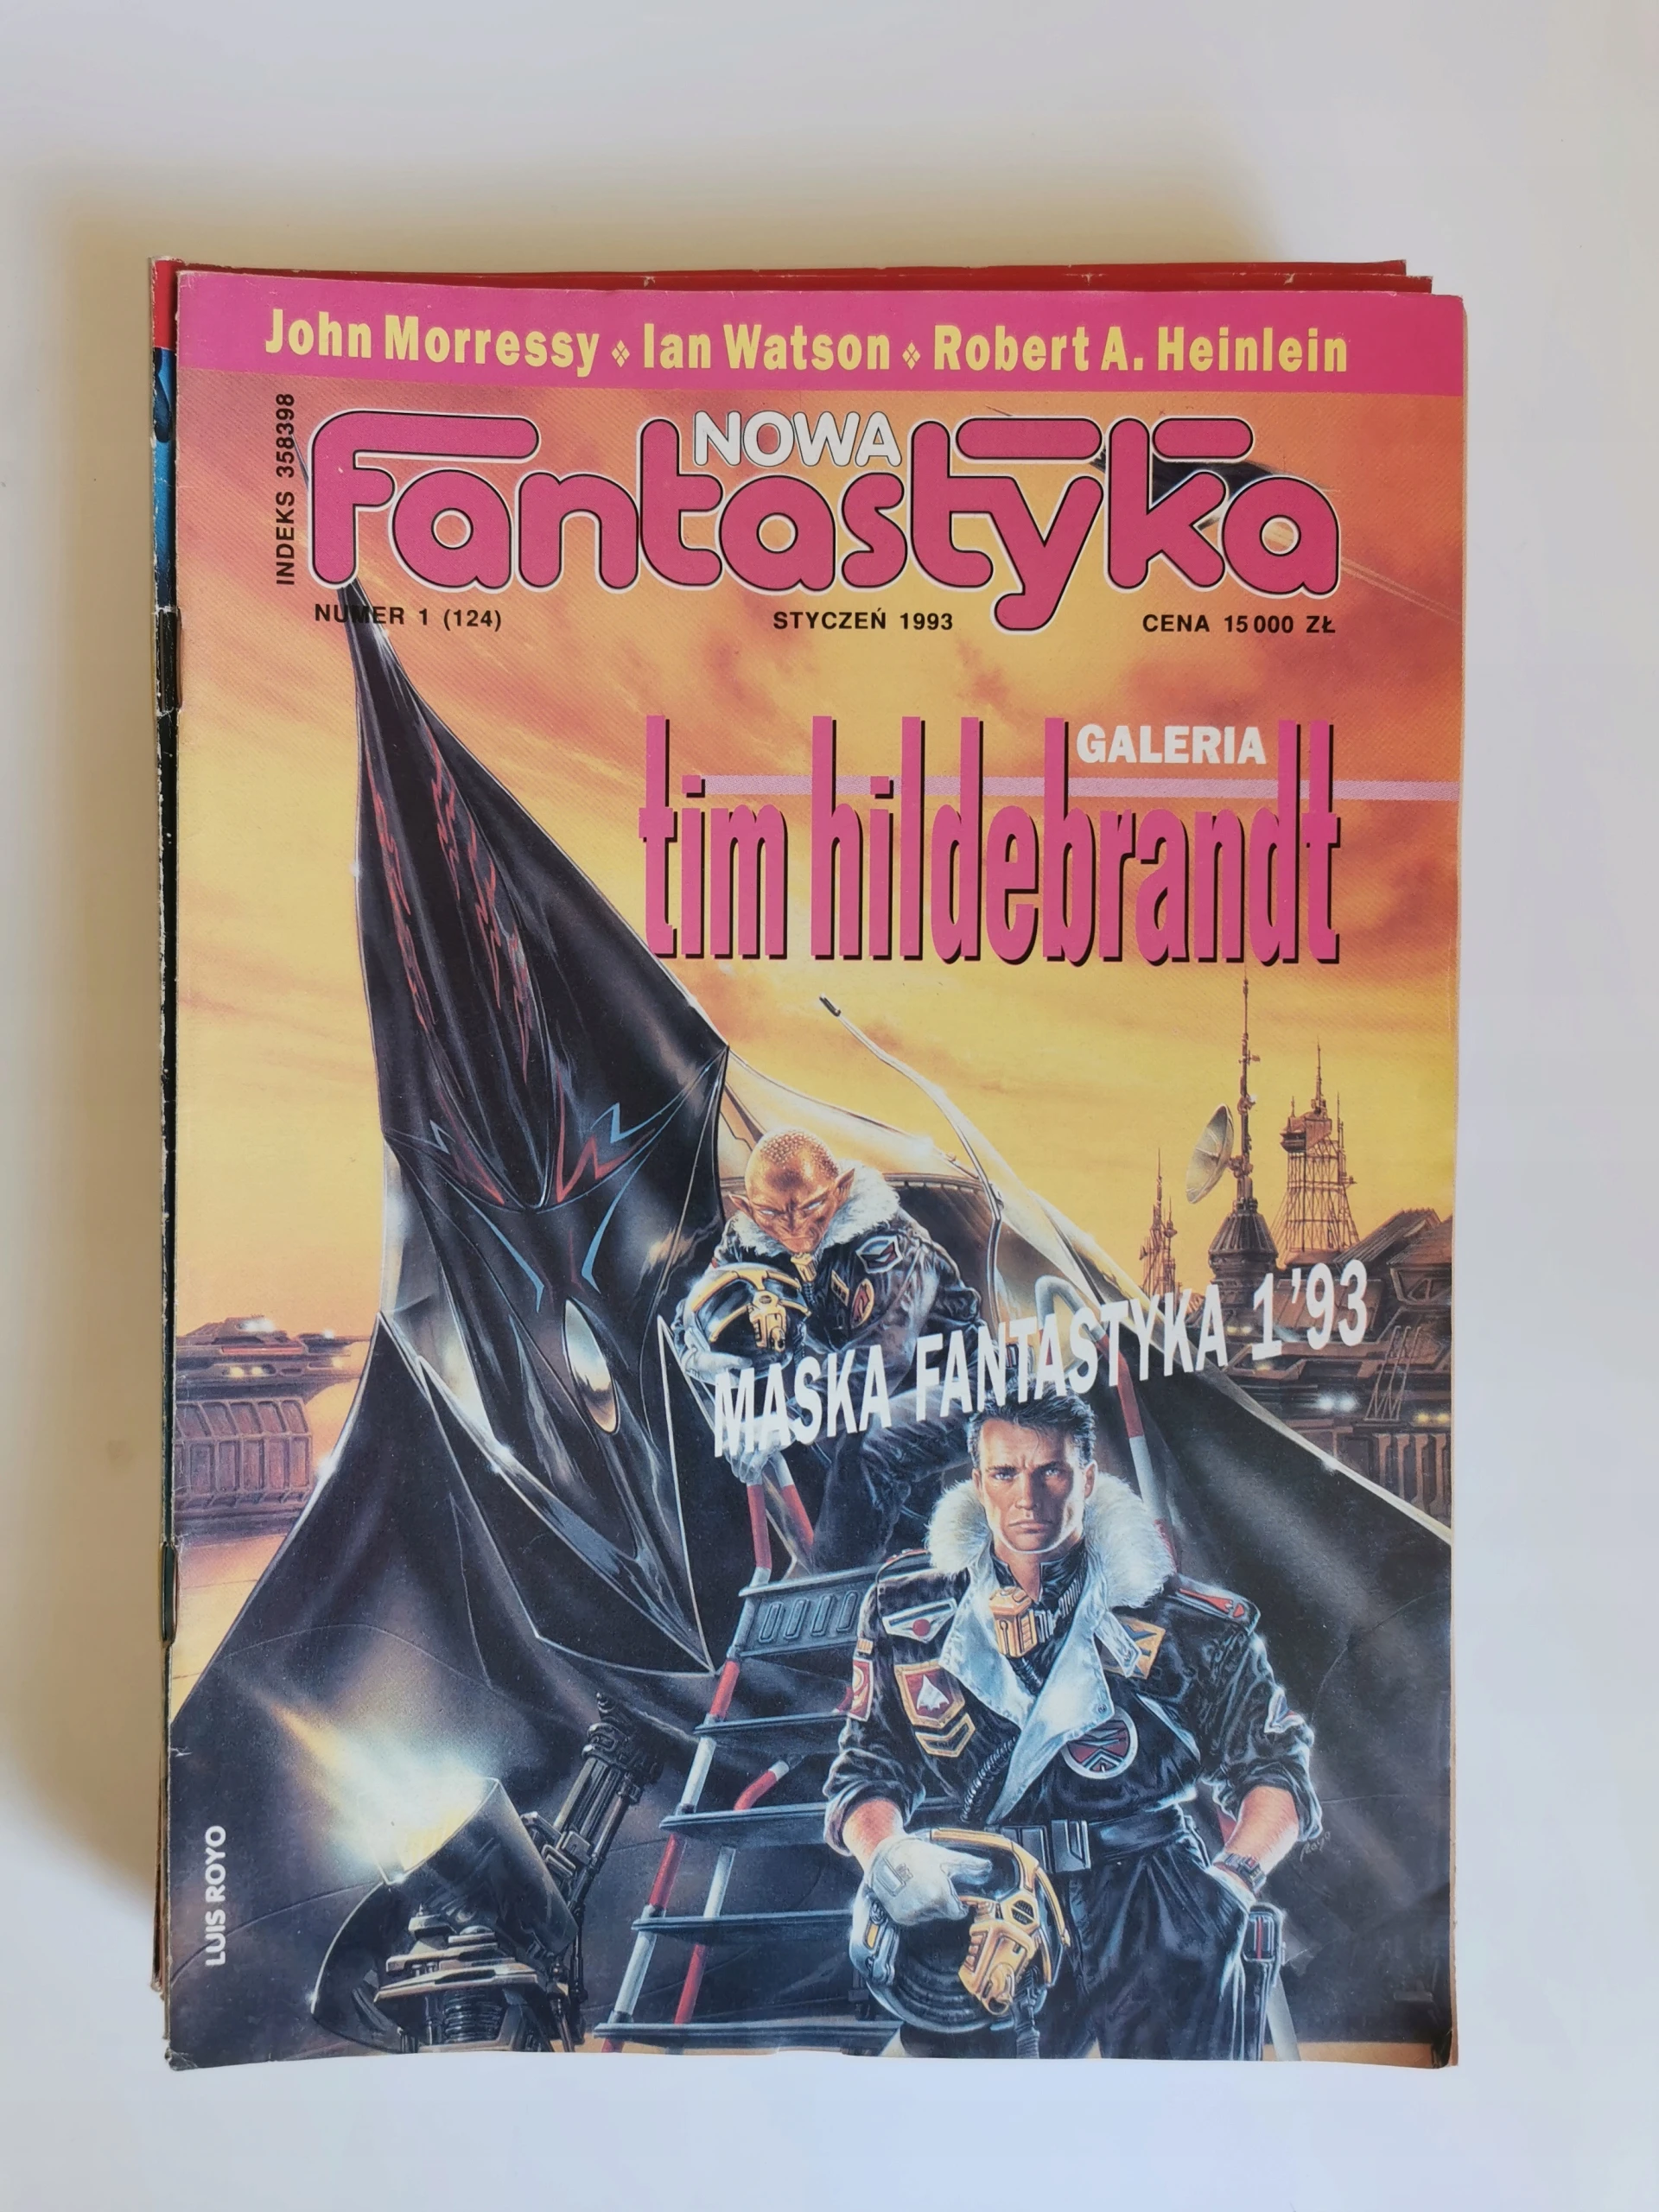 John Morressy ❖ Ian Watson ❖ Robert A. Heinlein
INDEKS 358398
NOWA
Fantastyka
NUMER 1 (124) STYCZEŃ 1993 CENA 15 000 ZŁ
GALERIA
tim hildebrandt
MASKA FANTASTYKA 1'93
LUIS ROYO
Royo